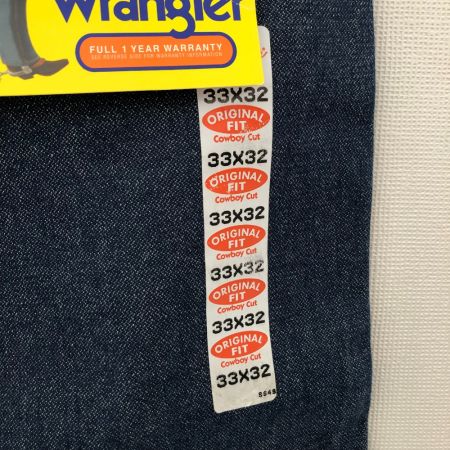 Wrangler
FULL 1 YEAR WARRANTY
SEE REVERSE SIDE FOR WARRANTY INFORMATION
33X32
ORIGINAL
FIT
Cowboy Cut
33X32
ORIGINAL
FIT
Cowboy Cut
33X32
ORIGINAL
FIT
Cowboy Cut
33X32
ORIGINAL
FIT
Cowboy Cut
33X32
ORIGINAL
FIT
Cowboy Cut
33X32